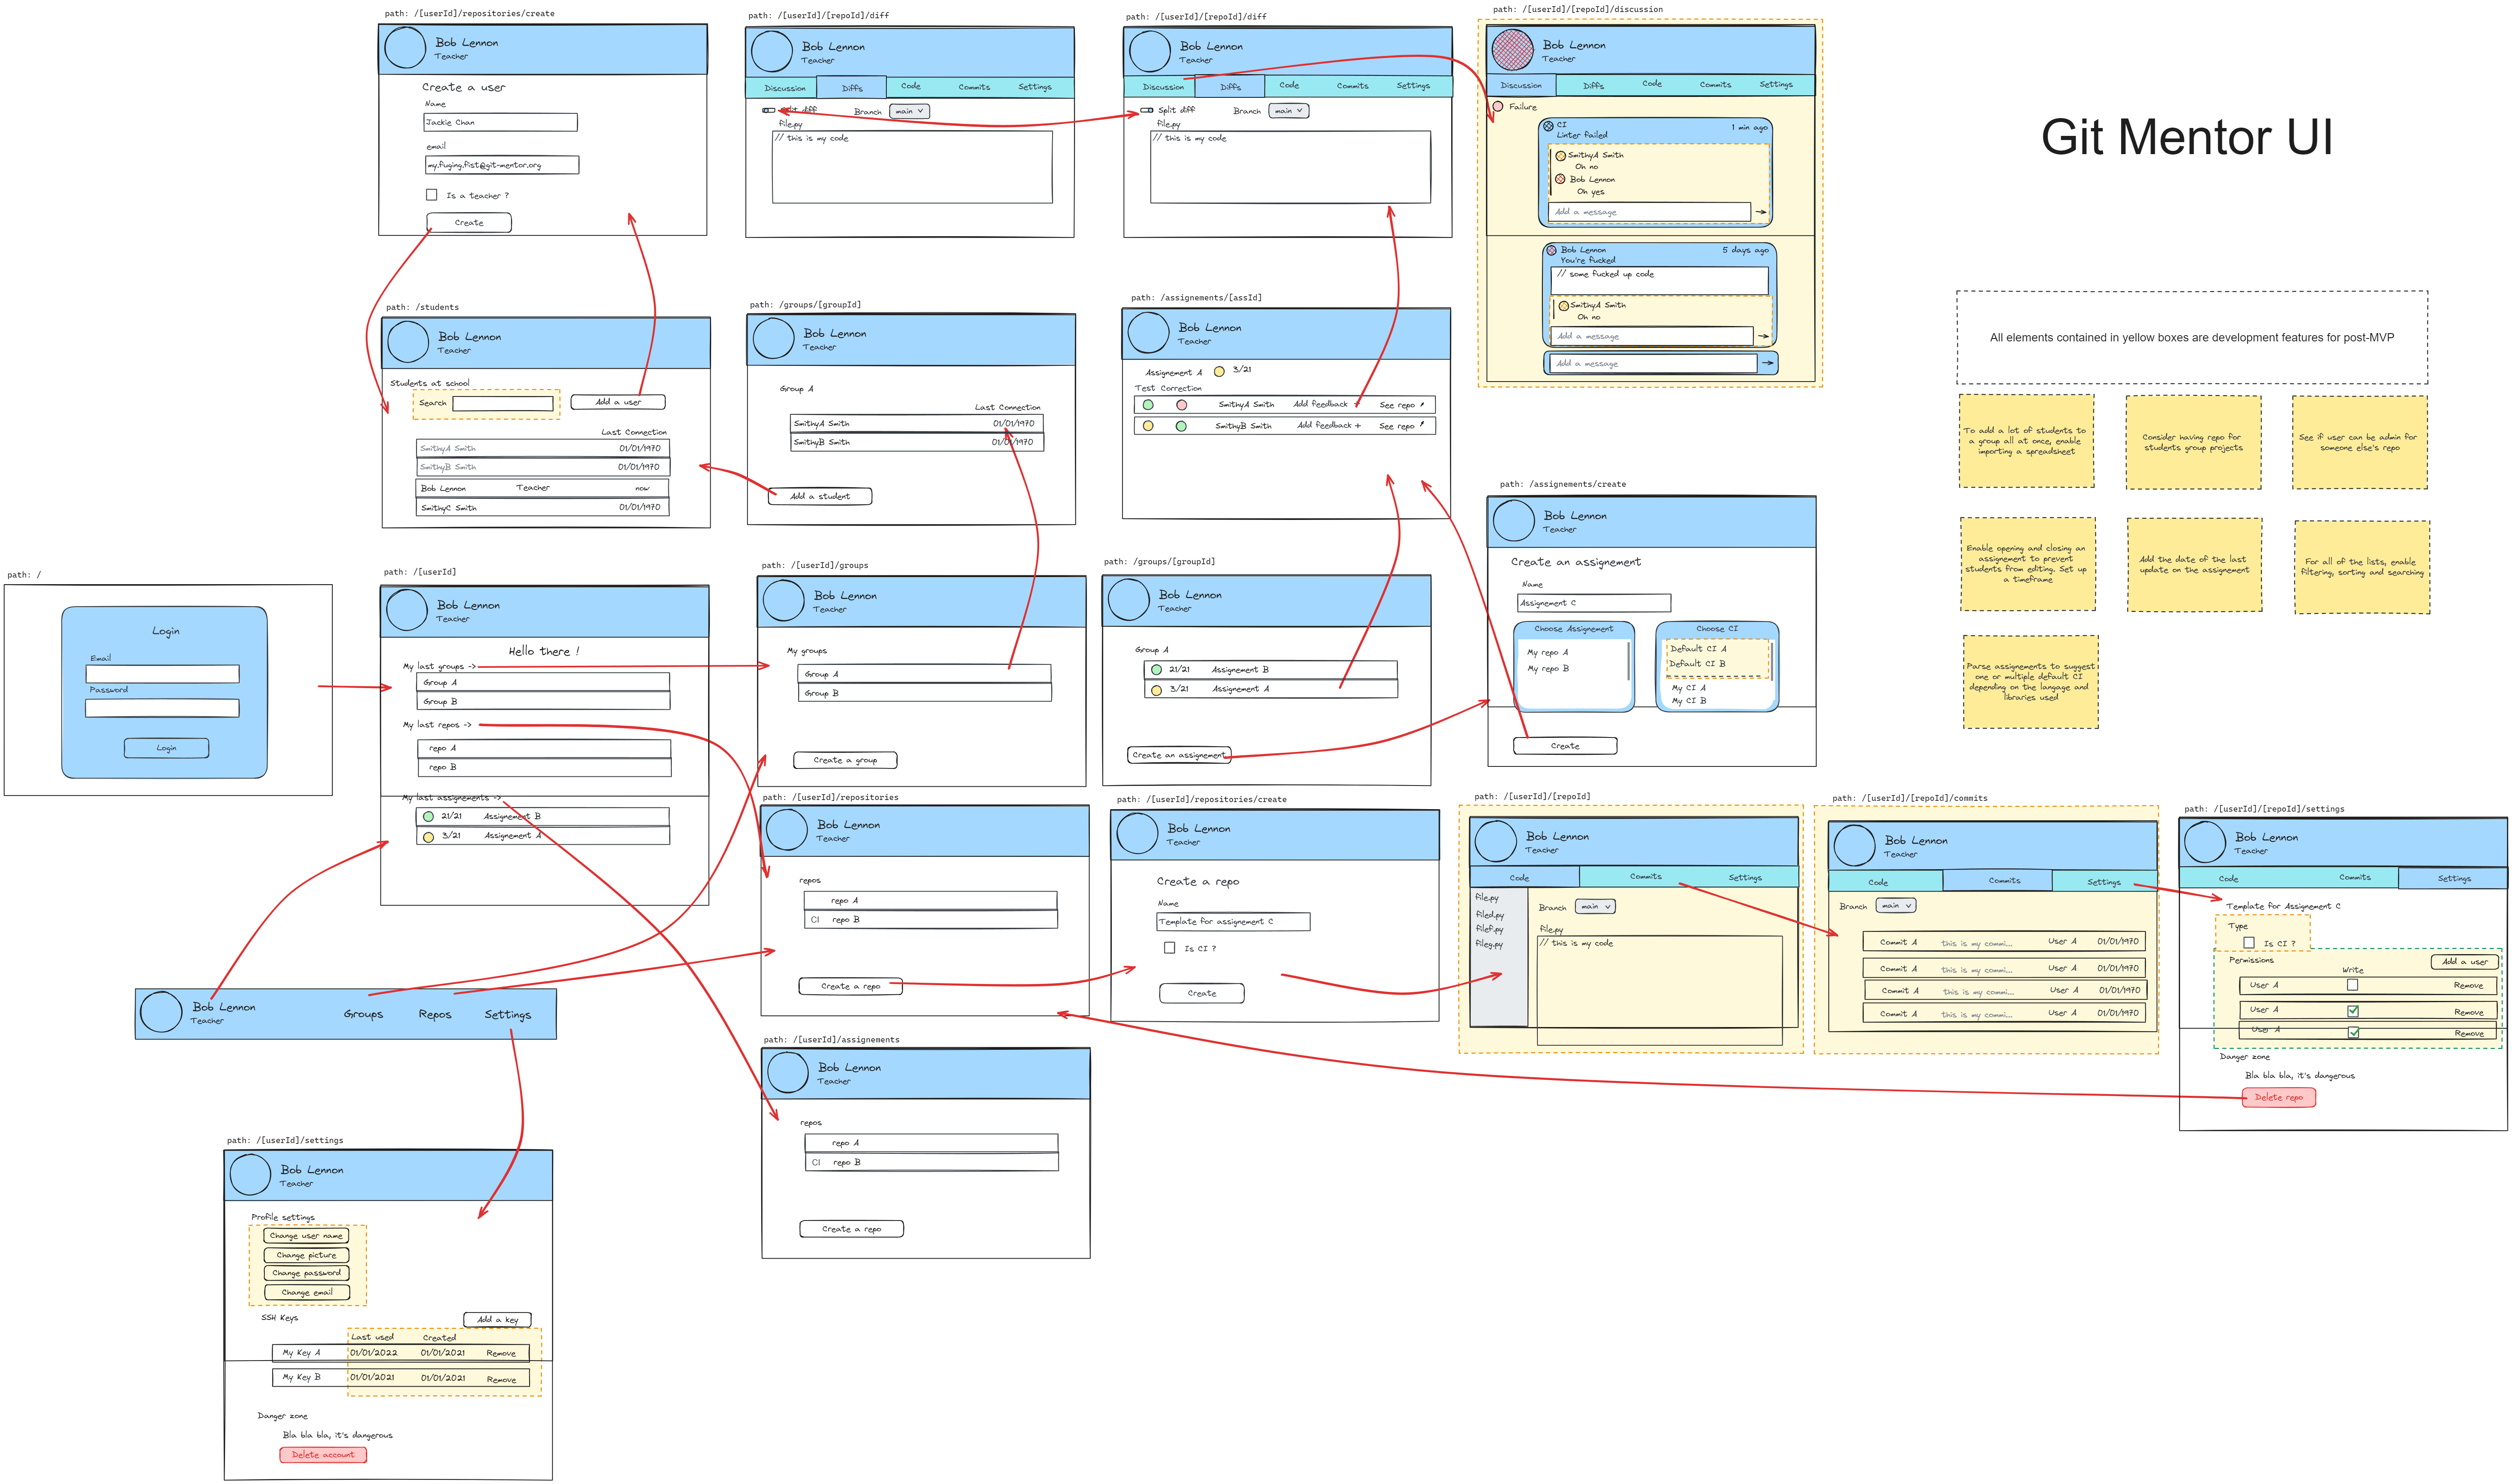 path: /[userId]/repositories/create
Bob Lennon
Teacher
Create a user
Name
Jackie Chan
email
my.fuging.fist@git-mentor.org
Is a teacher ?
Create
path: /[userId]/[repoId]/diff
Bob Lennon
Teacher
Discussion
Diffs
Code
Commits
Settings
Split diff
Branch
main
file.py
// this is my code
path: /[userId]/[repoId]/diff
Bob Lennon
Teacher
Discussion
Diffs
Code
Commits
Settings
Split diff
Branch
main
file.py
// this is my code
path: /[userId]/[repoId]/discussion
Bob Lennon
Teacher
Discussion
Diffs
Code
Commits
Settings
Failure
CI
1 min ago
Linter failed
SmithyA Smith
Oh no
Bob Lennon
Oh yes
Add a message
Bob Lennon
5 days ago
You're fucked
// some fucked up code
SmithyA Smith
Oh no
Add a message
Add a message
Git Mentor UI
All elements contained in yellow boxes are development features for post-MVP
To add a lot of students to
a group all at once, enable
importing a spreadsheet
Consider having repo for
students group projects
See if user can be admin for
someone else's repo
Enable opening and closing an
assignement to prevent
students from editing. Set up
a timeframe
Add the date of the last
update on the assignement
For all of the lists, enable
filtering, sorting and searching
Parse assignements to suggest
one or multiple default CI
depending on the langage and
libraries used
path: /students
Bob Lennon
Teacher
Students at school
Search
Add a user
Last Connection
SmithyA Smith
01/01/1970
SmithyB Smith
01/01/1970
Bob Lennon
Teacher
now
SmithyC Smith
01/01/1970
path: /groups/[groupId]
Bob Lennon
Teacher
Group A
Last Connection
SmithyA Smith
01/01/1970
SmithyB Smith
01/01/1970
Add a student
path: /assignements/[assId]
Bob Lennon
Teacher
Assignement A
3/21
Test Correction
SmithyA Smith
Add feedback +
See repo
SmithyB Smith
Add feedback +
See repo
path: /assignements/create
Bob Lennon
Teacher
Create an assignement
Name
Assignement C
Choose Assignement
My repo A
My repo B
Choose CI
Default CI A
Default CI B
My CI A
My CI B
Create
path: /
Login
Email
Password
Login
path: /[userId]
Bob Lennon
Teacher
Hello there !
My last groups ->
Group A
Group B
My last repos ->
repo A
repo B
My last assignements ->
21/21
Assignement B
3/21
Assignement A
path: /[userId]/groups
Bob Lennon
Teacher
My groups
Group A
Group B
Create a group
path: /groups/[groupId]
Bob Lennon
Teacher
Group A
21/21
Assignement B
3/21
Assignement A
Create an assignement
path: /[userId]/repositories
Bob Lennon
Teacher
repos
repo A
CI
repo B
Create a repo
path: /[userId]/repositories/create
Bob Lennon
Teacher
Create a repo
Name
Template for assignement C
Is CI ?
Create
path: /[userId]/[repoId]
Bob Lennon
Teacher
Code
Commits
Settings
file.py
filed.py
filef.py
fileg.py
Branch
main
file.py
// this is my code
path: /[userId]/[repoId]/commits
Bob Lennon
Teacher
Code
Commits
Settings
Branch
main
Commit A
this is my commi...
User A
01/01/1970
Commit A
this is my commi...
User A
01/01/1970
Commit A
this is my commi...
User A
01/01/1970
Commit A
this is my commi...
User A
01/01/1970
path: /[userId]/[repoId]/settings
Bob Lennon
Teacher
Code
Commits
Settings
Template for Assignement C
Type
Is CI ?
Permissions
Add a user
Write
User A
Remove
User A
Remove
User A
Remove
Danger zone
Bla bla bla, it's dangerous
Delete repo
Bob Lennon
Teacher
Groups
Repos
Settings
path: /[userId]/assignements
Bob Lennon
Teacher
repos
repo A
CI
repo B
Create a repo
path: /[userId]/settings
Bob Lennon
Teacher
Profile settings
Change user name
Change picture
Change password
Change email
SSH Keys
Add a key
Last used
Created
My Key A
01/01/2022
01/01/2021
Remove
My Key B
01/01/2021
01/01/2021
Remove
Danger zone
Bla bla bla, it's dangerous
Delete account